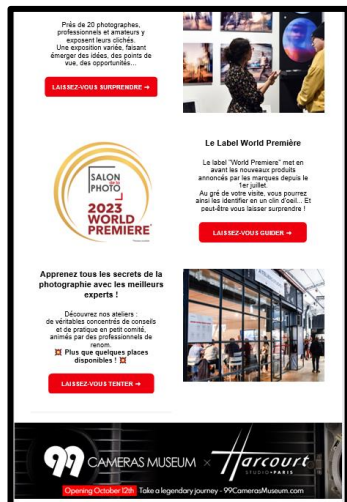 Près de 20 photographes,
professionnels et amateurs y
exposent leurs clichés.
Une exposition variée, faisant
émerger des idées, des points de
vue, des opportunités...
LAISSEZ-VOUS SURPRENDRE →
Le Label World Première
Le label "World Premiere" met en
avant les nouveaux produits
annoncés par les marques depuis le
1er juillet.
Au gré de votre visite, vous pourrez
ainsi les identifier en un clin d'oeil... Et
peut-être vous laisser surprendre !
LAISSEZ-VOUS GUIDER →
SALON
DE LA
PHOTO
2023
WORLD
PREMIERE*
Apprenez tous les secrets de la
photographie avec les meilleurs
experts !
Découvrez nos ateliers :
de véritables concentrés de conseils
et de pratique en petit comité,
animés par des professionnels de
renom.
💥 Plus que quelques places
disponibles ! 💥
LAISSEZ-VOUS TENTER →
99 CAMERAS MUSEUM × Harcourt
STUDIO•PARIS
Opening October 12th Take a legendary journey - 99CamerasMuseum.com